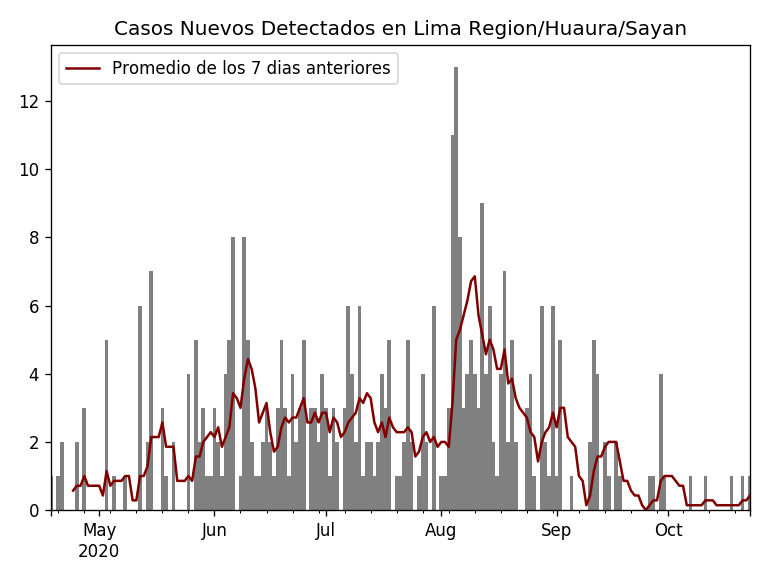 Casos Nuevos Detectados en Lima Region/Huaura/Sayan
Promedio de los 7 dias anteriores
12
10
8
6
4
2
0
May Jun Jul Aug Sep Oct
2020